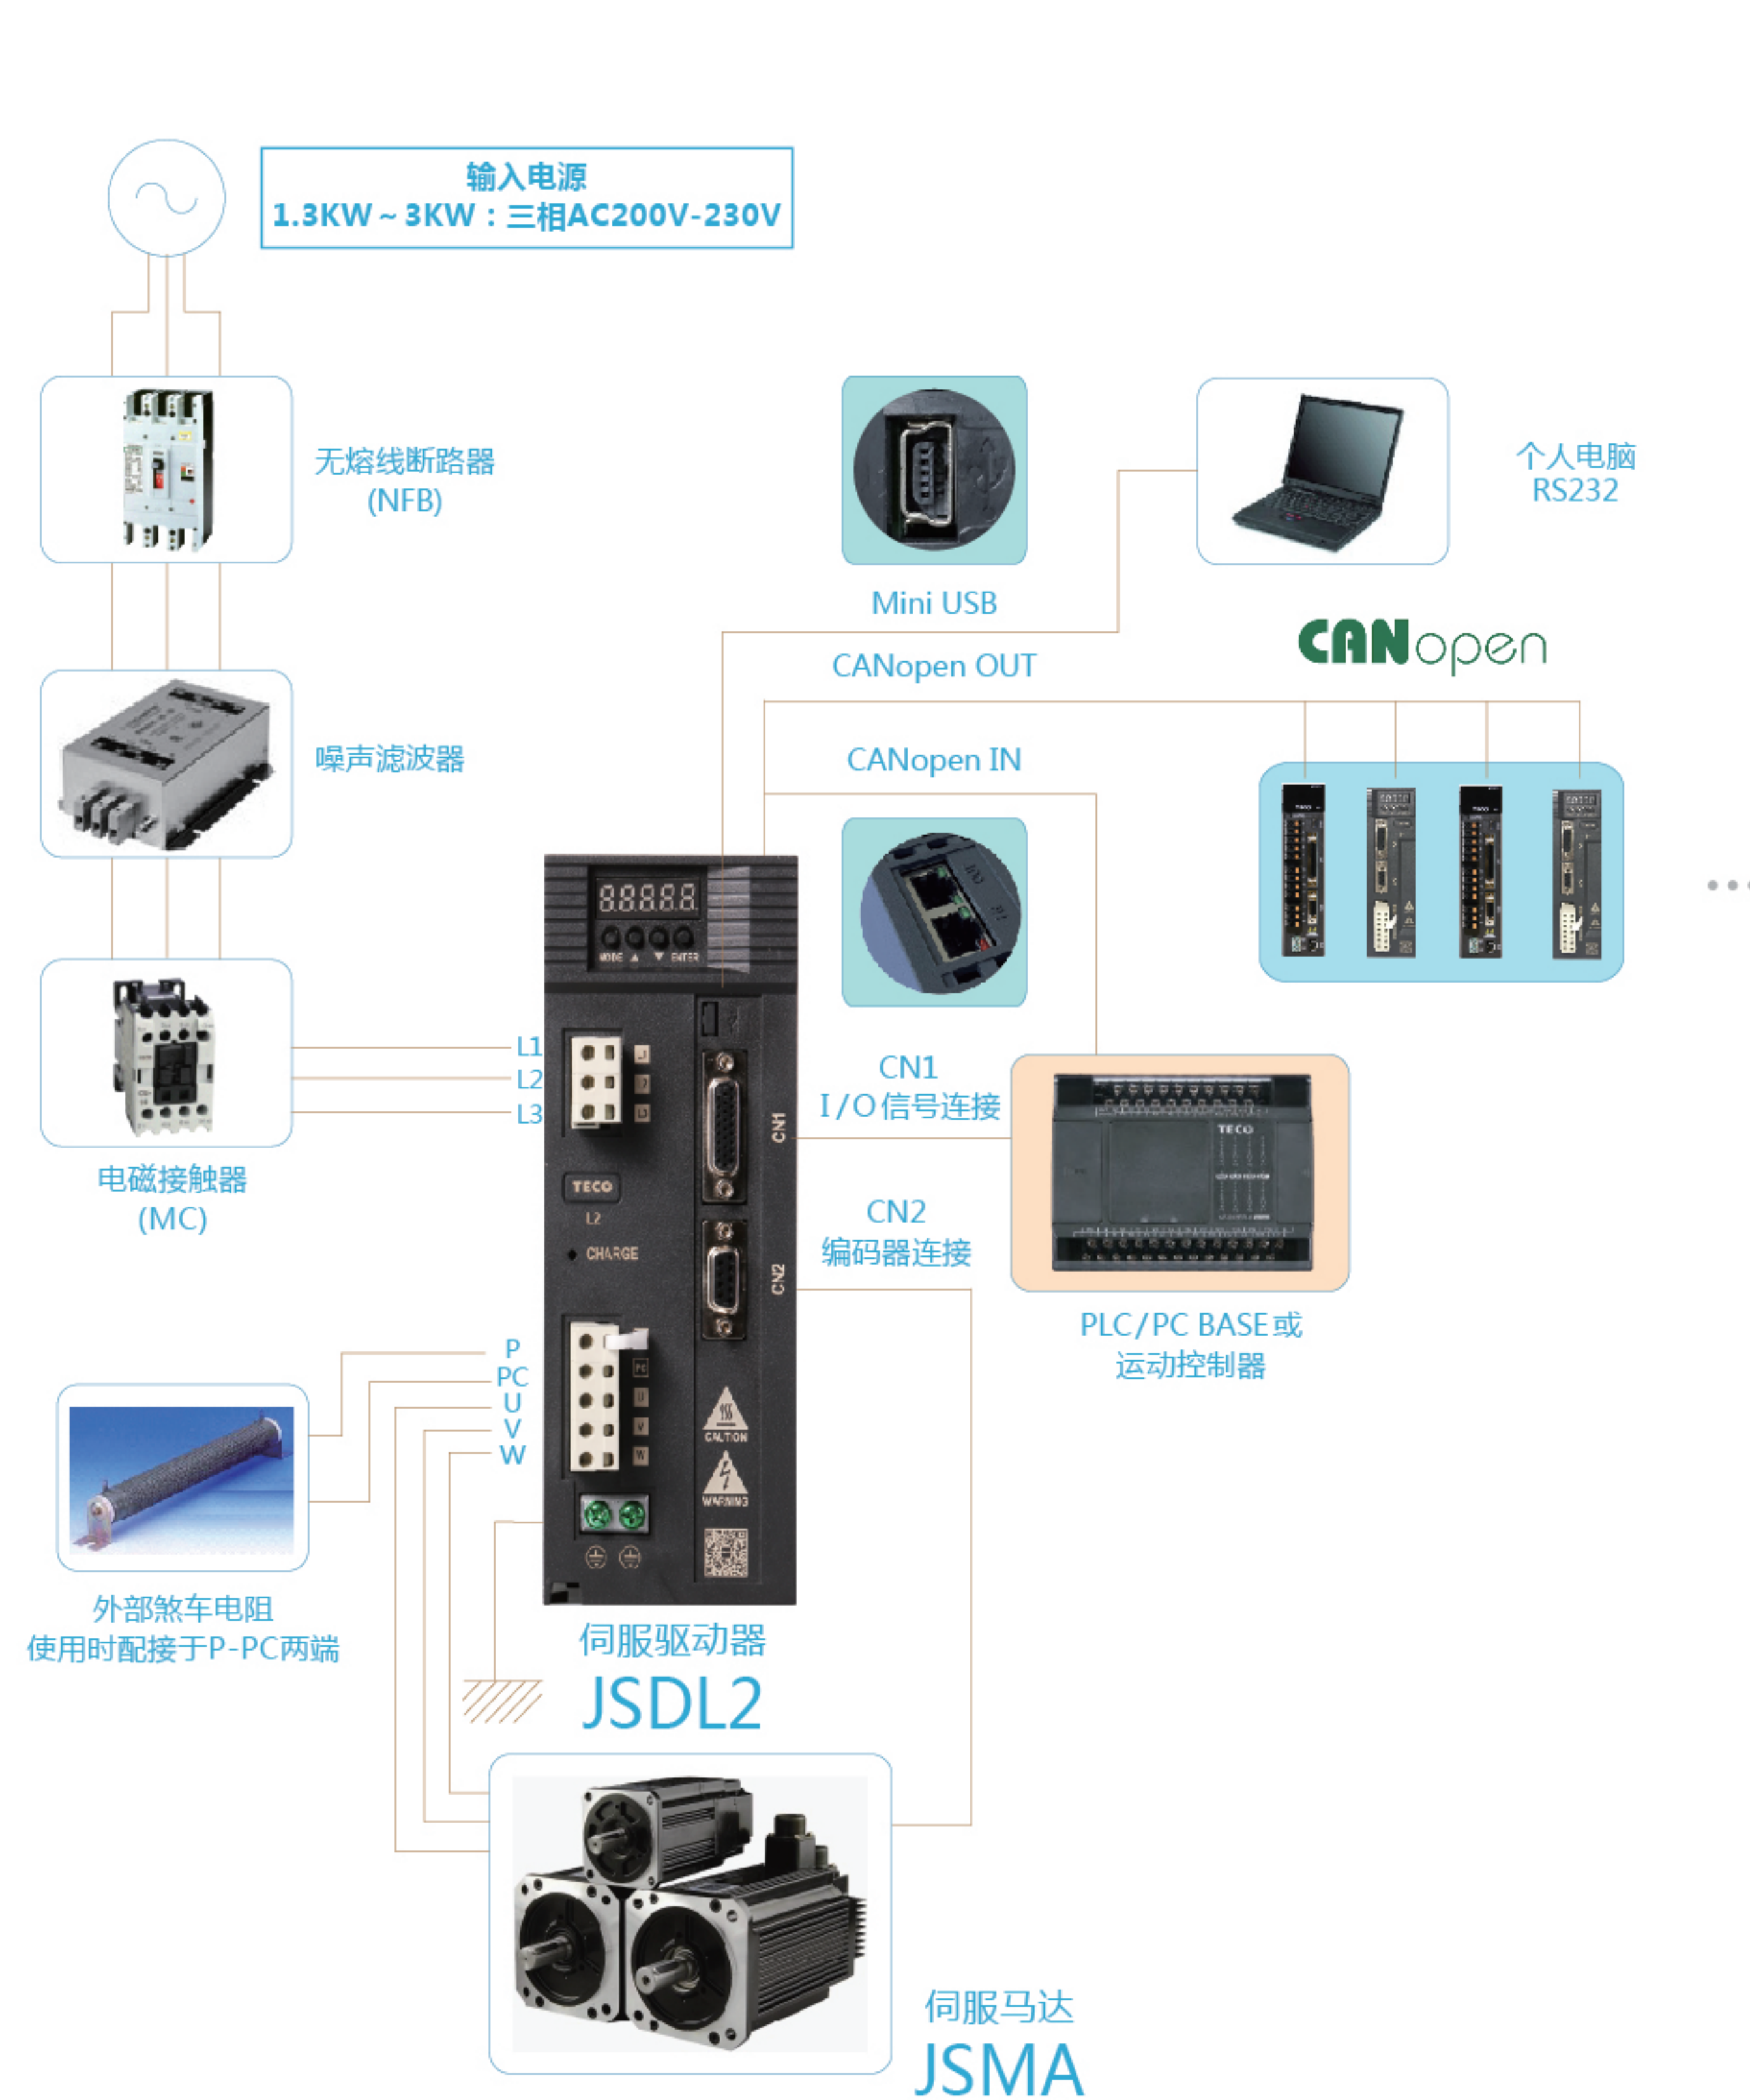 输入电源
1.3KW~3KW：三相AC200V-230V
无熔线断路器
(NFB)
Mini USB
个人电脑
RS232
CANopen OUT
CANopen
噪声滤波器
CANopen IN
TECO
TECO
88888
MODE ▲ ▼ ENTER
L1
L2
L3
CN1
I/O信号连接
CN1
TECO
电磁接触器
(MC)
TECO
L2
CHARGE
CN2
编码器连接
CN2
PLC/PC BASE或
运动控制器
P
PC
U
V
W
PC
U
V
W
CAUTION
WARNING
外部煞车电阻
使用时配接于P-PC两端
伺服驱动器
JSDL2
伺服马达
JSMA